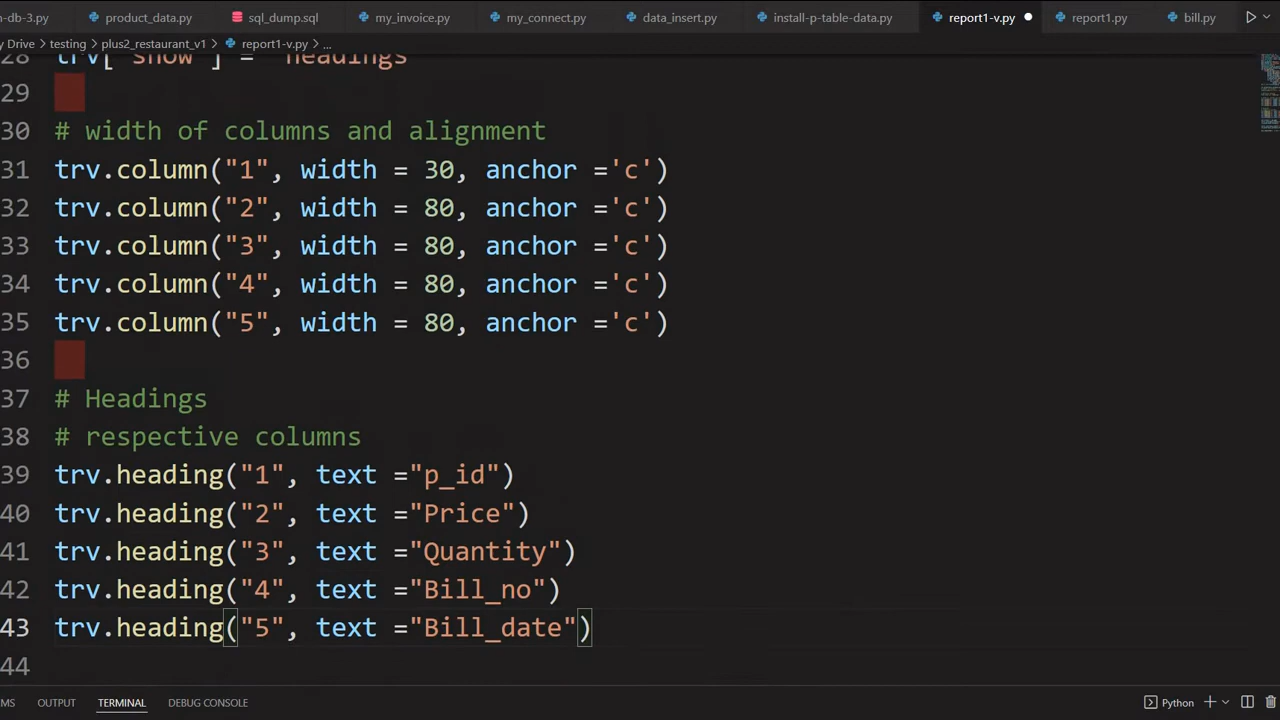 n-db-3.py product_data.py sql_dump.sql my_invoice.py my_connect.py data_insert.py install-p-table-data.py report1-v.py report1.py bill.py
y Drive > testing > plus2_restaurant_v1 > report1-v.py > ...
28 trv["show"] = 'headings'
29
30 # width of columns and alignment
31 trv.column("1", width = 30, anchor ='c')
32 trv.column("2", width = 80, anchor ='c')
33 trv.column("3", width = 80, anchor ='c')
34 trv.column("4", width = 80, anchor ='c')
35 trv.column("5", width = 80, anchor ='c')
36
37 # Headings
38 # respective columns
39 trv.heading("1", text ="p_id")
40 trv.heading("2", text ="Price")
41 trv.heading("3", text ="Quantity")
42 trv.heading("4", text ="Bill_no")
43 trv.heading("5", text ="Bill_date")
44
MS OUTPUT TERMINAL DEBUG CONSOLE Python